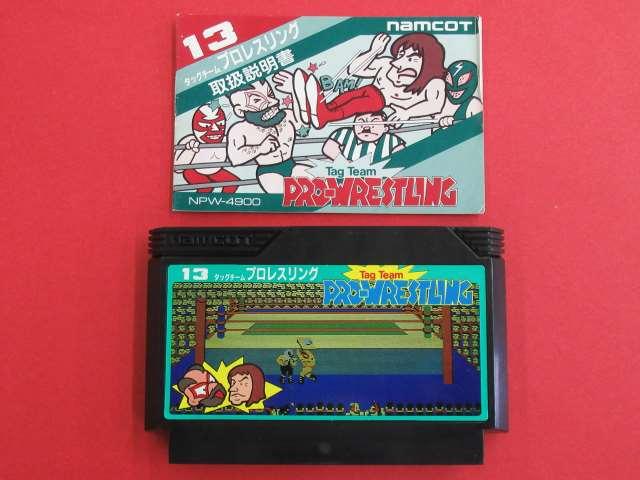 13
namcot
タッグチームプロレスリング
取扱説明書
BAM!
Tag Team
PRO-WRESTLING
NPW-4900
namcot
13 タッグチームプロレスリング
Tag Team
PRO-WRESTLING